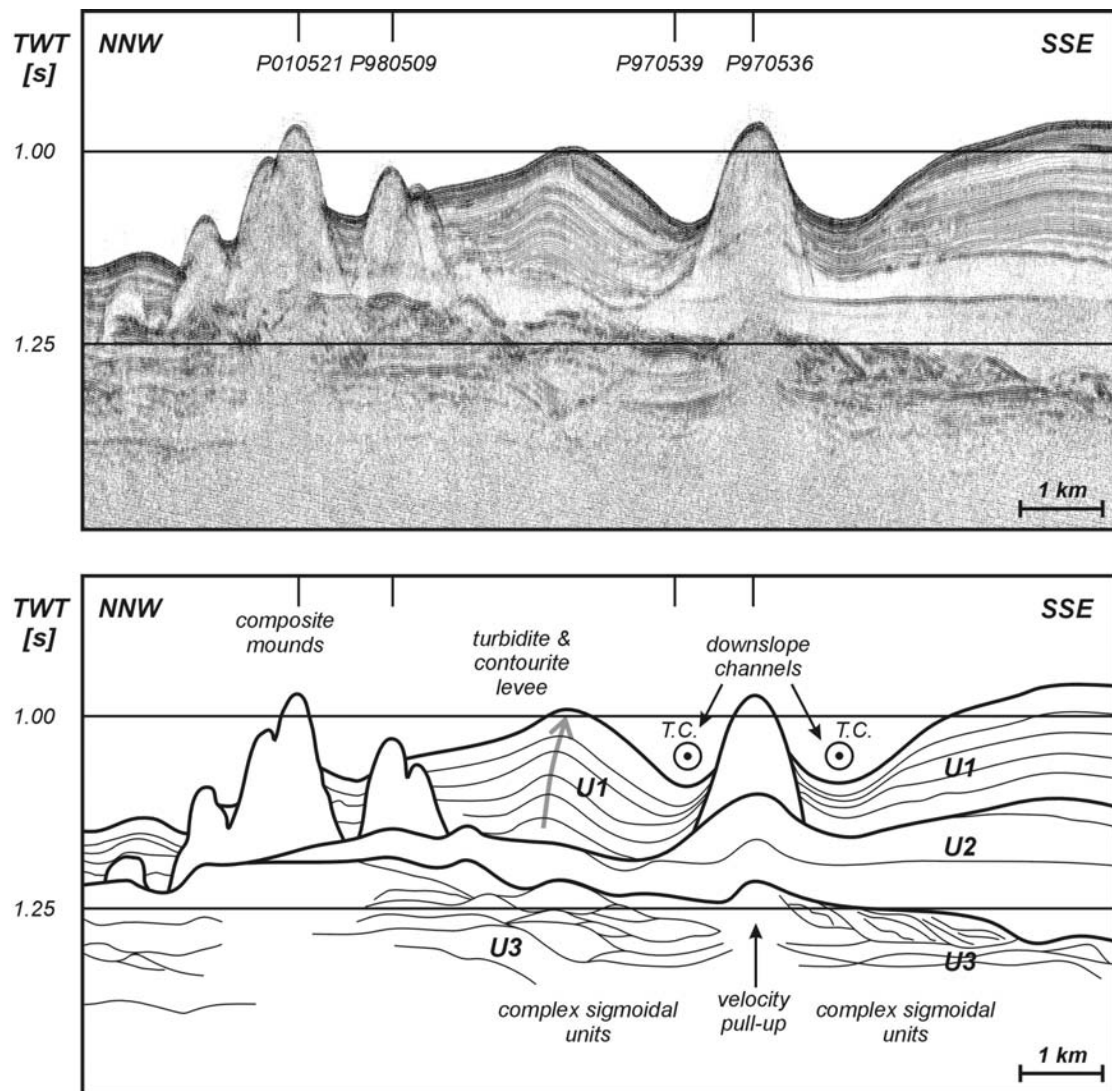 TWT
[s]
NNW
SSE
P010521 P980509 P970539 P970536
1.00
1.25
1 km
TWT
[s]
NNW
SSE
composite
mounds
turbidite &
contourite
levee
downslope
channels
1.00
T.C. T.C.
U1 U1
U2
1.25
U3 U3
complex sigmoidal
units
velocity
pull-up
complex sigmoidal
units
1 km